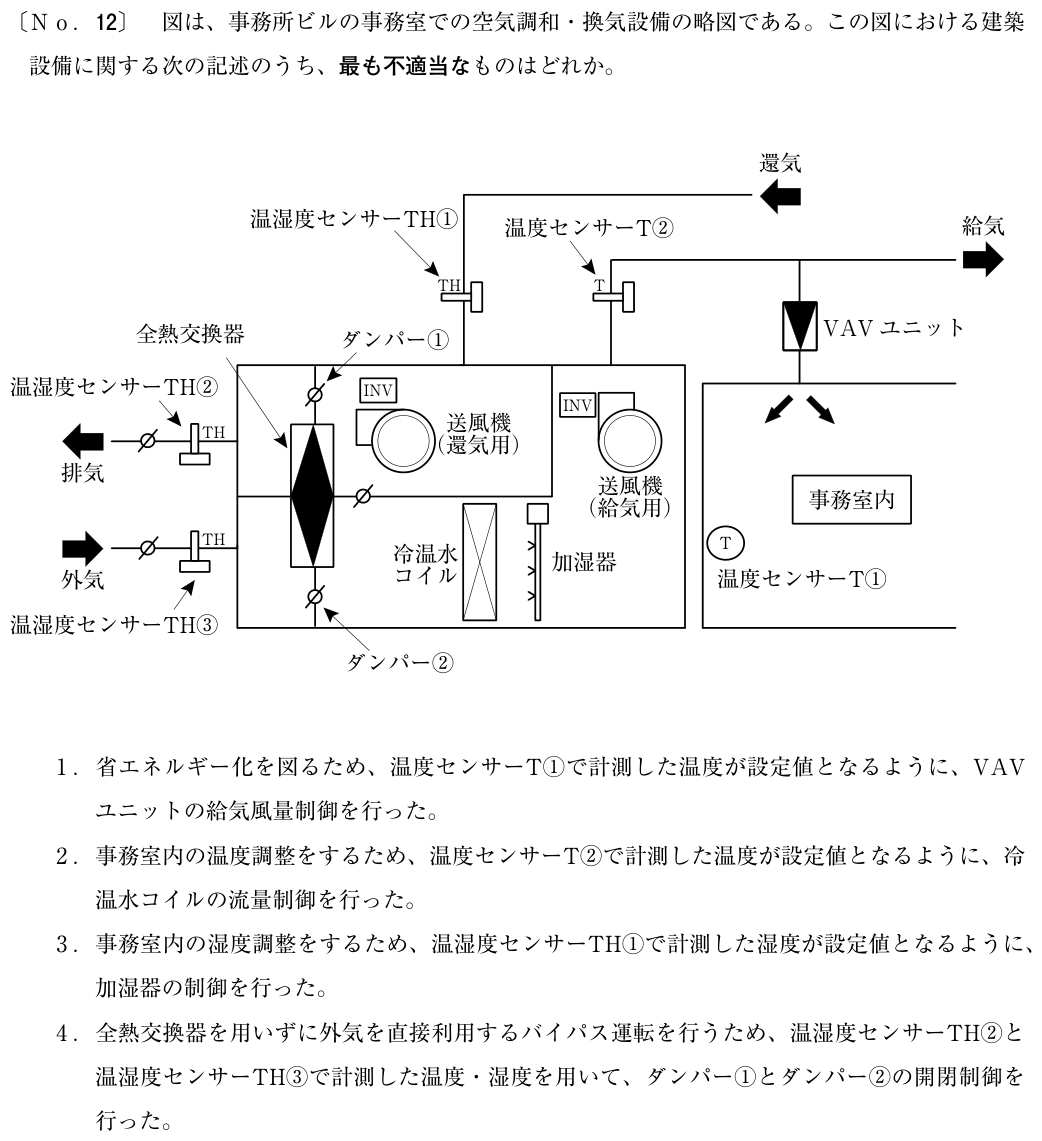 〔Ｎｏ．12〕　図は、事務所ビルの事務室での空気調和・換気設備の略図である。この図における建築
設備に関する次の記述のうち、最も不適当なものはどれか。
還気
温湿度センサーTH①
温度センサーT②
給気
TH
T
全熱交換器
ダンパー①
VAV ユニット
温湿度センサーTH②
INV
INV
TH
送風機
（還気用）
排気
送風機
（給気用）
事務室内
TH
冷温水
コイル
加湿器
T
外気
温度センサーT①
温湿度センサーTH③
ダンパー②
１．省エネルギー化を図るため、温度センサーT①で計測した温度が設定値となるように、VAV
ユニットの給気風量制御を行った。
２．事務室内の温度調整をするため、温度センサーT②で計測した温度が設定値となるように、冷
温水コイルの流量制御を行った。
３．事務室内の湿度調整をするため、温湿度センサーTH①で計測した湿度が設定値となるように、
加湿器の制御を行った。
４．全熱交換器を用いずに外気を直接利用するバイパス運転を行うため、温湿度センサーTH②と
温湿度センサーTH③で計測した温度・湿度を用いて、ダンパー①とダンパー②の開閉制御を
行った。